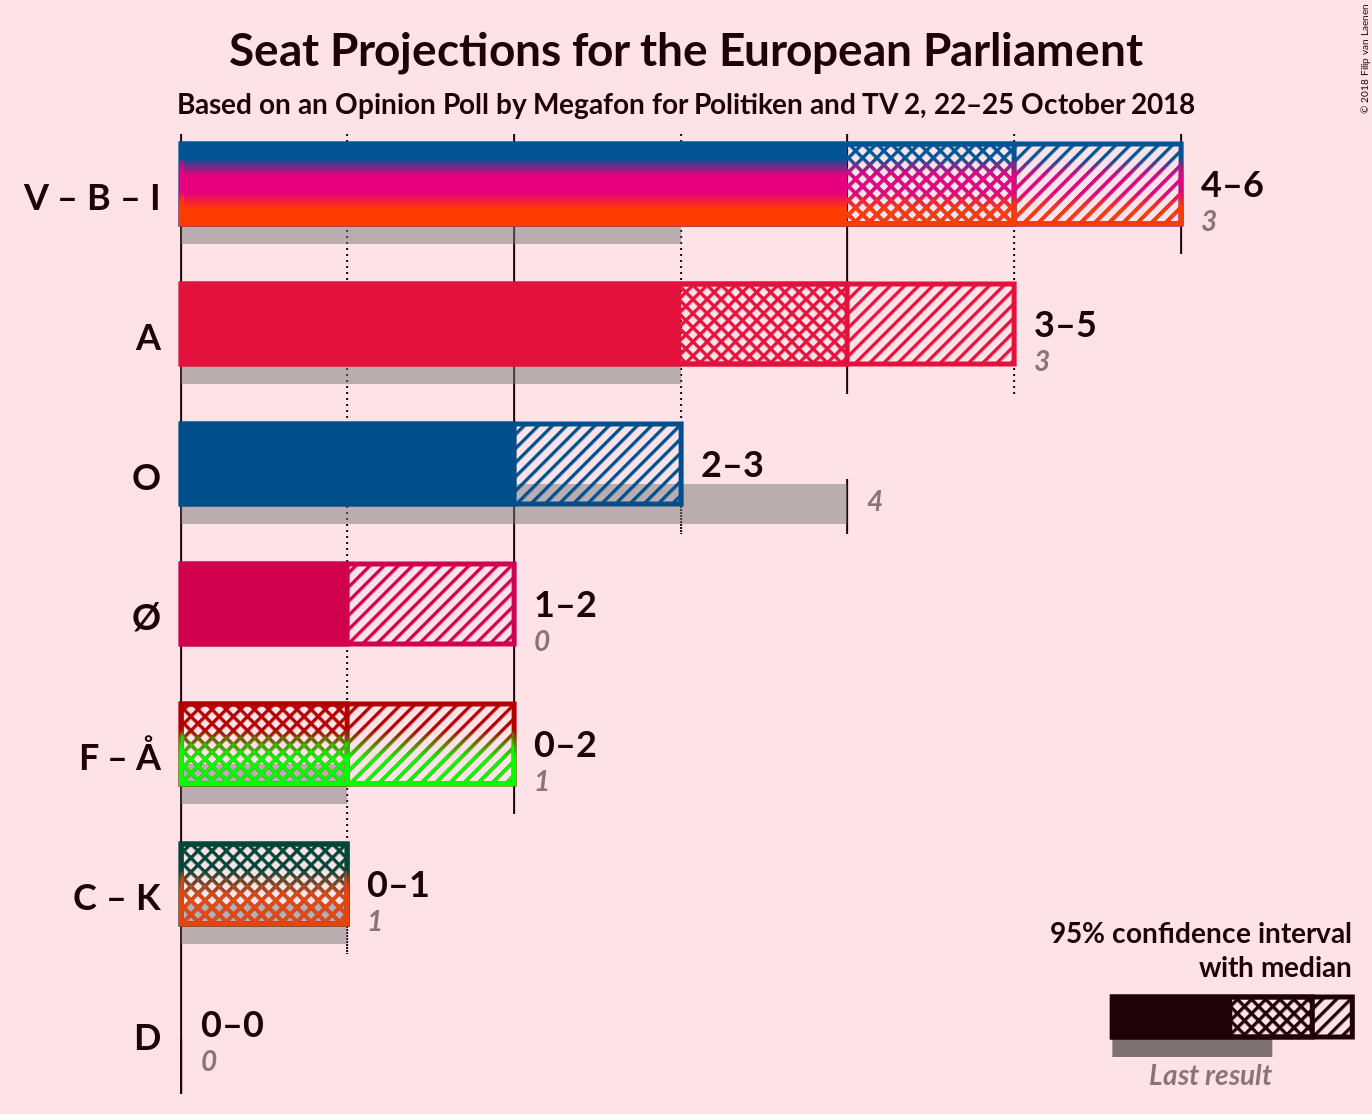 Seat Projections for the European Parliament
Based on an Opinion Poll by Megafon for Politiken and TV 2, 22–25 October 2018
© 2018 Filip van Laenen
V – B – I
4–6
3
A
3–5
3
O
2–3
4
Ø
1–2
0
F – Å
0–2
1
C – K
0–1
1
D
0–0
0
95% confidence interval
with median
Last result